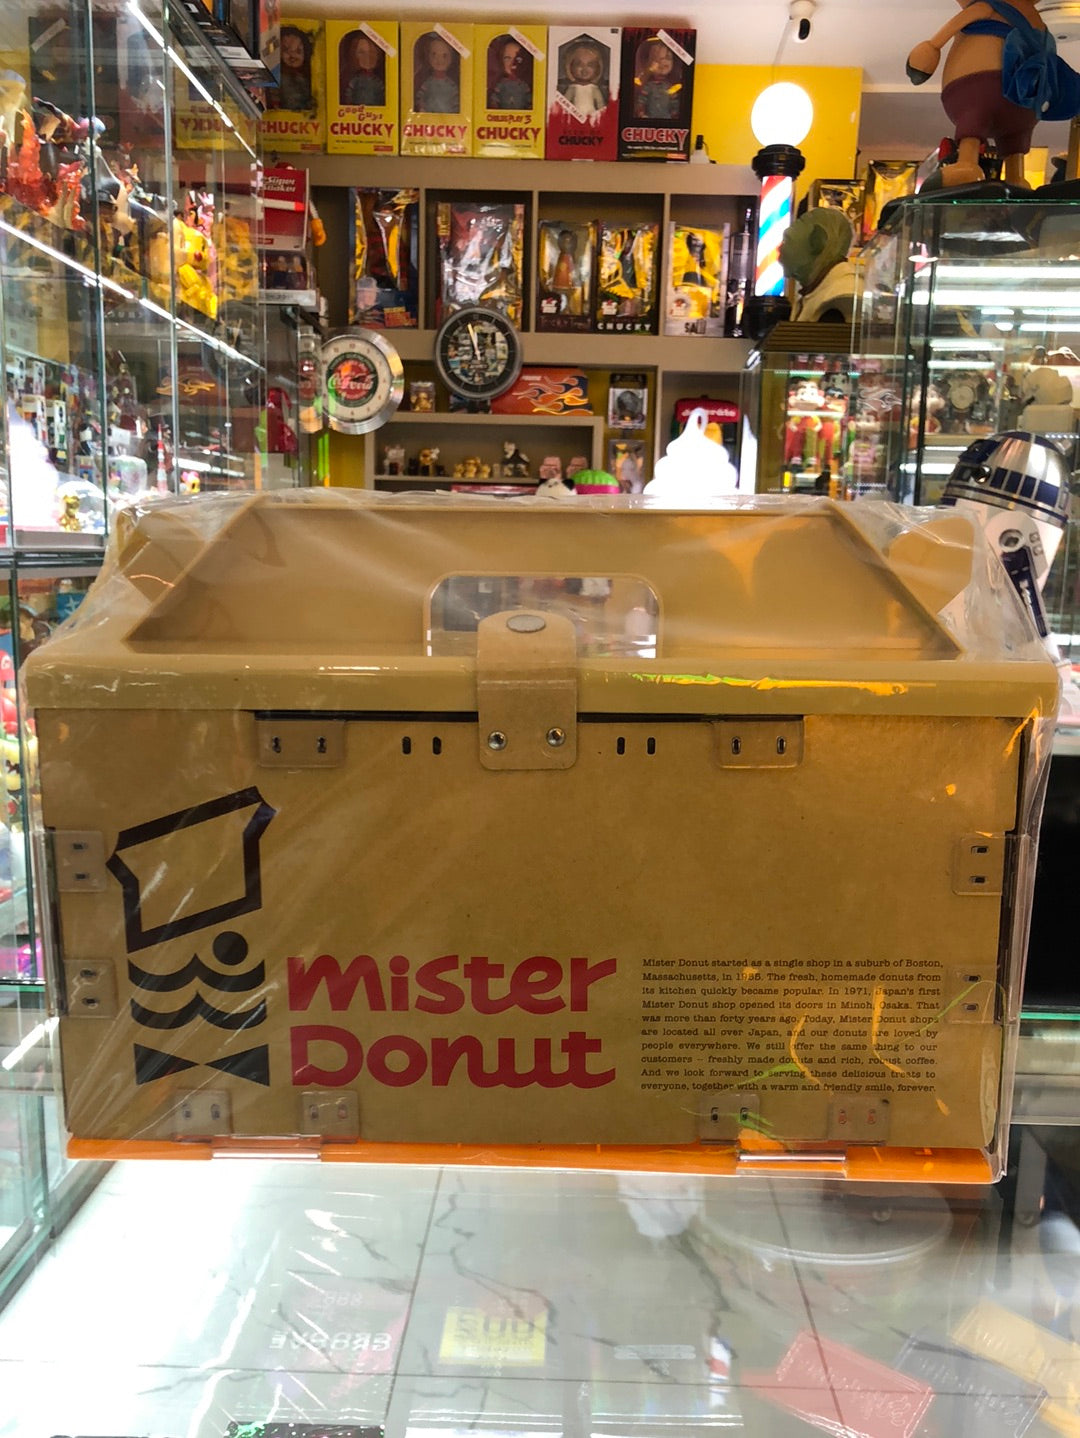 Good Guys
CHUCKY
CHUCKY
CHUCKY
CHILD'S PLAY 3
CHUCKY
CHUCKY
CHUCKY
CHUCKY
SAW
Coca-Cola
Mister
Donut
Mister Donut started as a single shop in a suburb of Boston,
Massachusetts, in 1955. The fresh, homemade donuts from
its kitchen quickly became popular. In 1971, Japan's first
Mister Donut shop opened its doors in Minoh, Osaka. That
was more than forty years ago. Today, Mister Donut shops
are located all over Japan, and our donuts are loved by
people everywhere. We still offer the same thing to our
customers – freshly made donuts and rich, robust coffee.
And we look forward to serving these delicious treats to
everyone, together with a warm and friendly smile, forever.